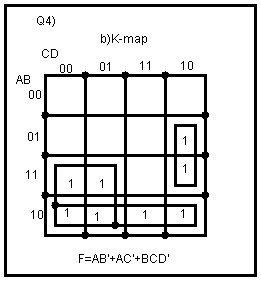 Q4)
b)K-map
CD
00 01 11 10
AB
00
01 1
1
11 1 1
10 1 1 1 1
F=AB'+AC'+BCD'